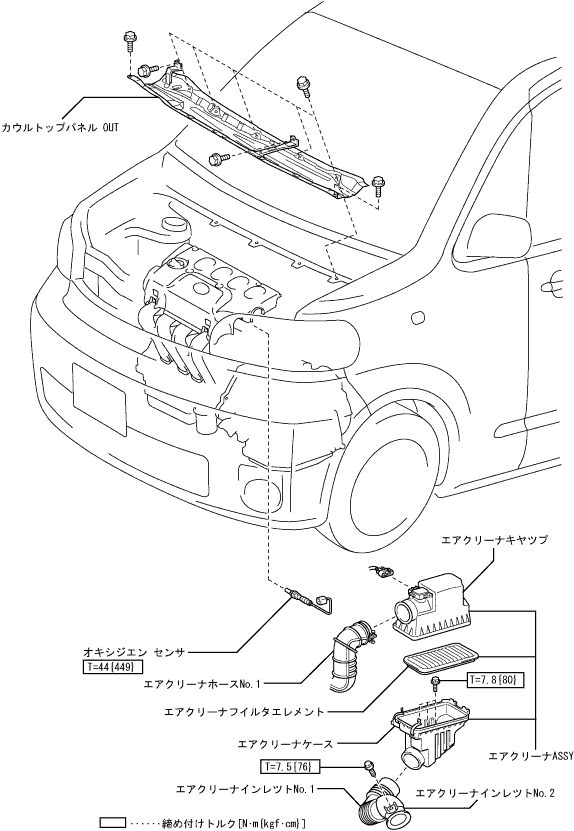 カウルトップパネル OUT
エアクリーナキヤツプ
オキシジエン センサ
T=44{449}
エアクリーナホースNo.1
T=7.8{80}
エアクリーナフイルタエレメント
エアクリーナケース
エアクリーナASSY
T=7.5{76}
エアクリーナインレツトNo.1
エアクリーナインレツトNo.2
······締め付けトルク[N·m{kgf·cm}]